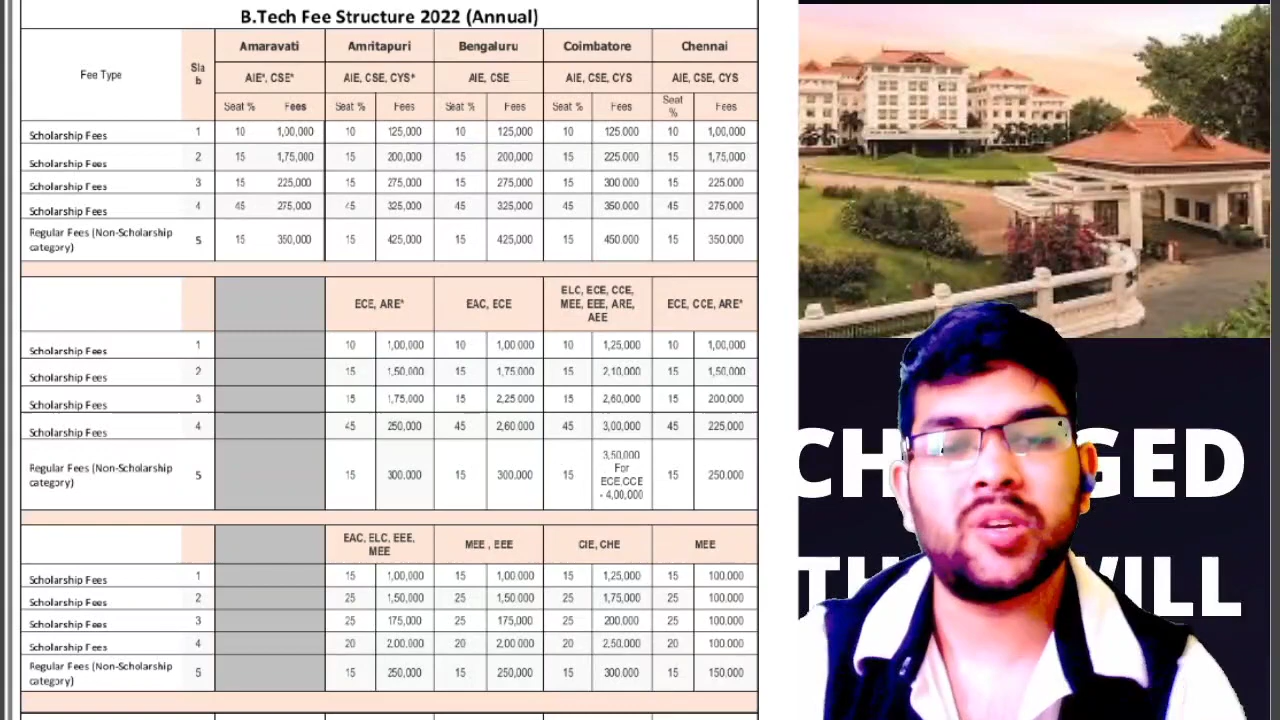 B.Tech Fee Structure 2022 (Annual)
Fee Type Sla b Amaravati Amritapuri Bengaluru Coimbatore Chennai
AIE*, CSE* AIE, CSE, CYS* AIE, CSE AIE, CSE, CYS AIE, CSE, CYS
Seat % Fees Seat % Fees Seat % Fees Seat % Fees Seat % Fees
Scholarship Fees 1 10 1,00,000 10 125,000 10 125,000 10 125.000 10 1,00,000
Scholarship Fees 2 15 1,75,000 15 200,000 15 200,000 15 225.000 15 1,75,000
Scholarship Fees 3 15 225,000 15 275,000 15 275,000 15 300.000 15 225.000
Scholarship Fees 4 45 275,000 45 325,000 45 325,000 45 350,000 45 275,000
Regular Fees (Non-Scholarship category) 5 15 350,000 15 425,000 15 425,000 15 450.000 15 350.000
ECE, ARE* EAC, ECE ELC, ECE, CCE, MEE, EEE, ARE, AEE ECE, CCE, ARE*
Scholarship Fees 1 10 1,00,000 10 1,00.000 10 1,25,000 10 1,00,000
Scholarship Fees 2 15 1,50,000 15 1,75,000 15 2,10,000 15 1,50,000
Scholarship Fees 3 15 1,75,000 15 2,25.000 15 2,60,000 15 200,000
Scholarship Fees 4 45 250,000 45 2,60.000 45 3,00,000 45 225,000
Regular Fees (Non-Scholarship category) 5 15 300.000 15 300.000 15 3,50,000 For ECE,CCE - 4,00,000 15 250.000
EAC, ELC, EEE, MEE MEE , EEE CIE, CHE MEE
Scholarship Fees 1 15 1,00,000 15 1,00.000 15 1,25,000 15 100.000
Scholarship Fees 2 25 1,50,000 25 1,50.000 25 1,75,000 25 100.000
Scholarship Fees 3 25 175,000 25 175,000 25 200.000 25 100.000
Scholarship Fees 4 20 2,00,000 20 2,00.000 20 2,50,000 20 100.000
Regular Fees (Non-Scholarship category) 5 15 250,000 15 250,000 15 300.000 15 150.000